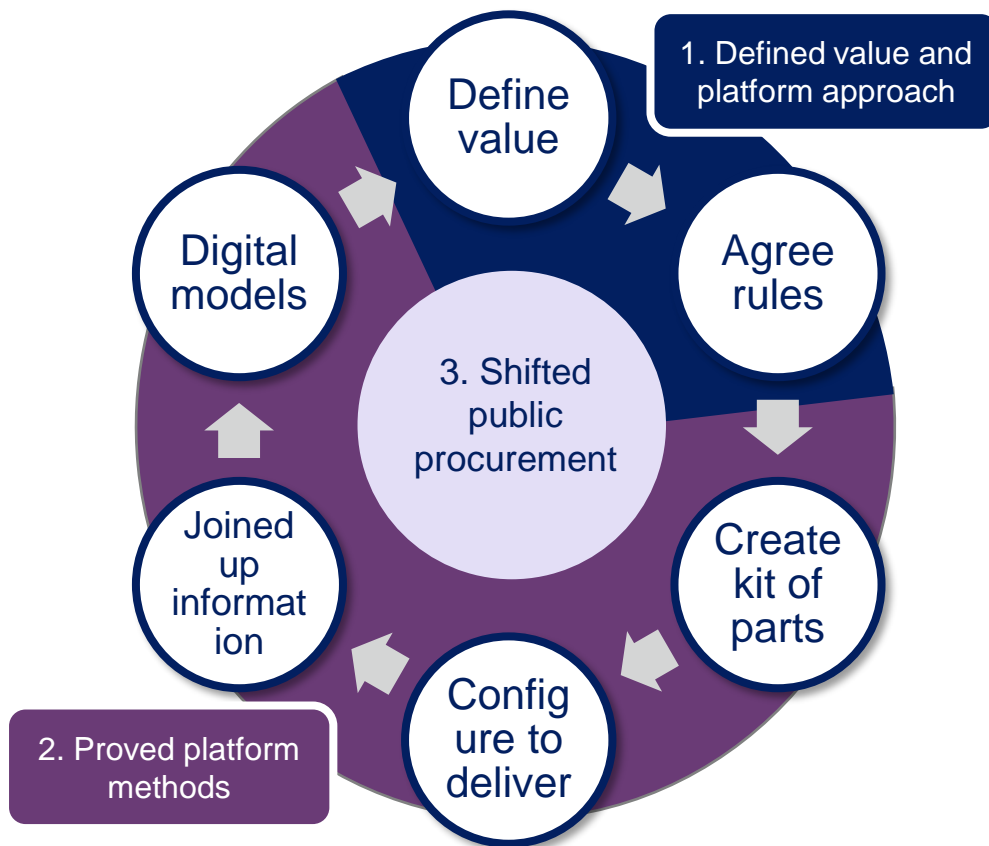 1. Defined value and
platform approach
Define
value
Agree
rules
Create
kit of
parts
Config
ure to
deliver
Joined
up
informat
ion
Digital
models
3. Shifted
public
procurement
2. Proved platform
methods